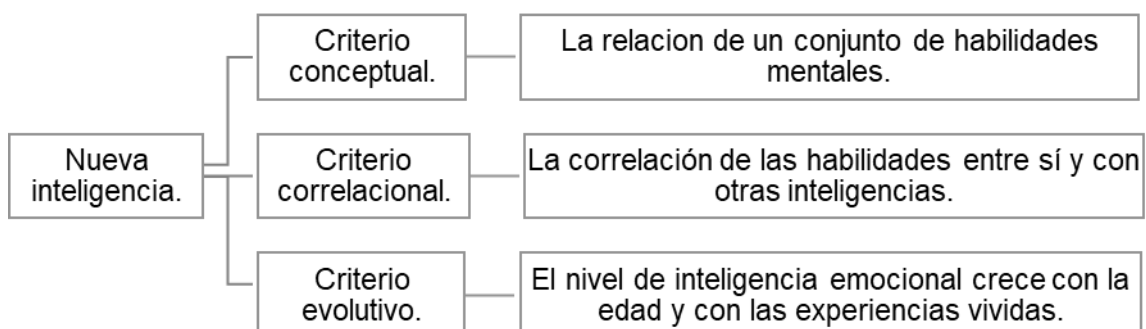 Nueva
inteligencia.
Criterio
conceptual.
La relacion de un conjunto de habilidades
mentales.
Criterio
correlacional.
La correlación de las habilidades entre sí y con
otras inteligencias.
Criterio
evolutivo.
El nivel de inteligencia emocional crece con la
edad y con las experiencias vividas.